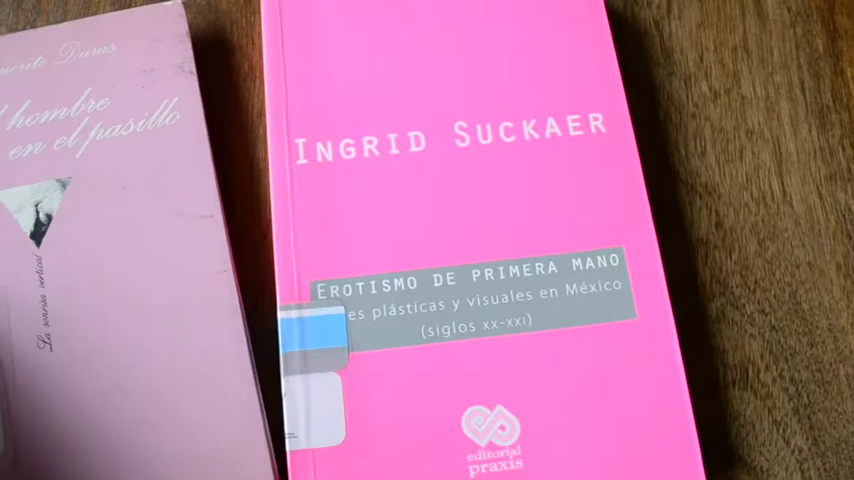 Duras
hombre
en el pasillo
La sonrisa vertical
INGRID SUCKAER
EROTISMO DE PRIMERA MANO
es plásticas y visuales en México
(siglos XX-XXI)
editorial
praxis